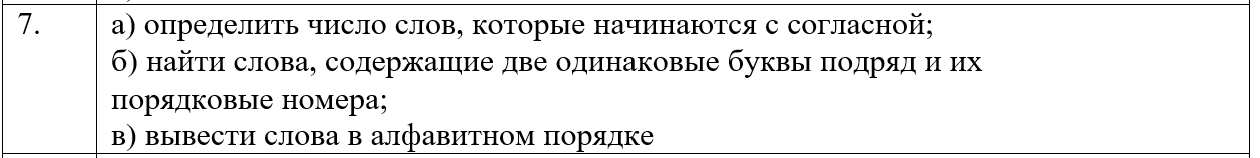 7. а) определить число слов, которые начинаются с согласной;
б) найти слова, содержащие две одинаковые буквы подряд и их
порядковые номера;
в) вывести слова в алфавитном порядке